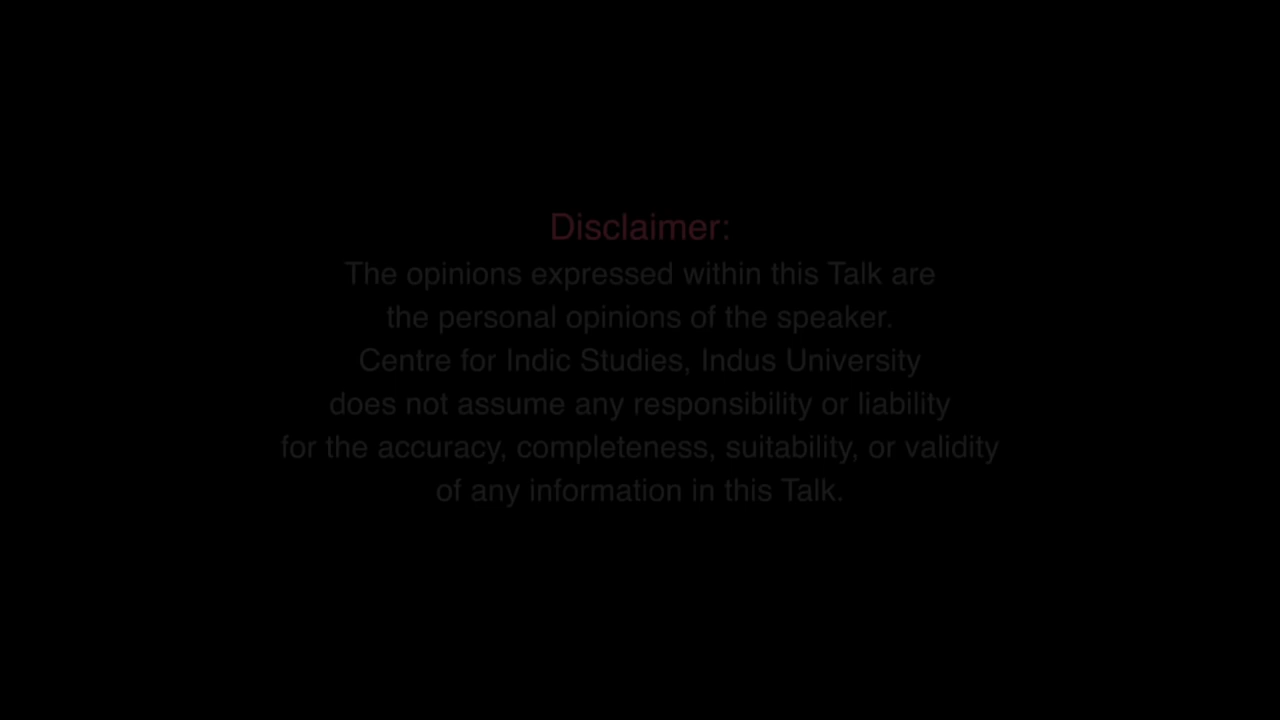 Disclaimer:
The opinions expressed within this Talk are
the personal opinions of the speaker.
Centre for Indic Studies, Indus University
does not assume any responsibility or liability
for the accuracy, completeness, suitability, or validity
of any information in this Talk.